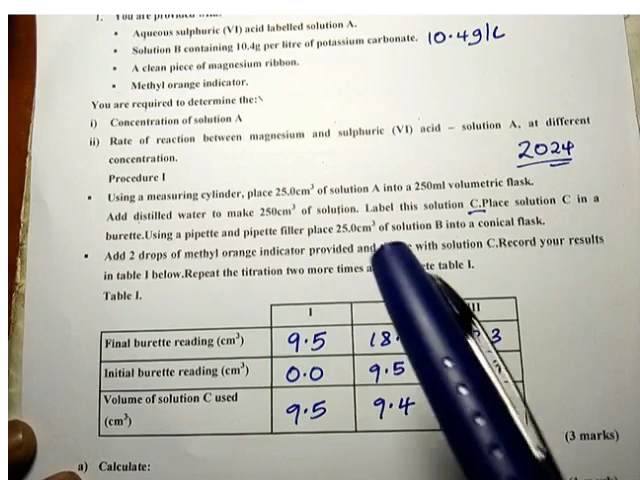 1. You are provided
• Aqueous sulphuric (VI) acid labelled solution A.
• Solution B containing 10.4g per litre of potassium carbonate. 10.4g/L
• A clean piece of magnesium ribbon.
• Methyl orange indicator.
You are required to determine the:
i) Concentration of solution A
ii) Rate of reaction between magnesium and sulphuric (VI) acid – solution A, at different
concentration.
2024
Procedure I
• Using a measuring cylinder, place 25.0cm³ of solution A into a 250ml volumetric flask.
Add distilled water to make 250cm³ of solution. Label this solution C.Place solution C in a
burette.Using a pipette and pipette filler place 25.0cm³ of solution B into a conical flask.
• Add 2 drops of methyl orange indicator provided and with solution C.Record your results
in table I below.Repeat the titration two more times table I.
Table I.
I III
Final burette reading (cm³) 9.5 18. 3
Initial burette reading (cm³) 0.0 9.5
Volume of solution C used 9.5 9.4
(cm³)
(3 marks)
a) Calculate: